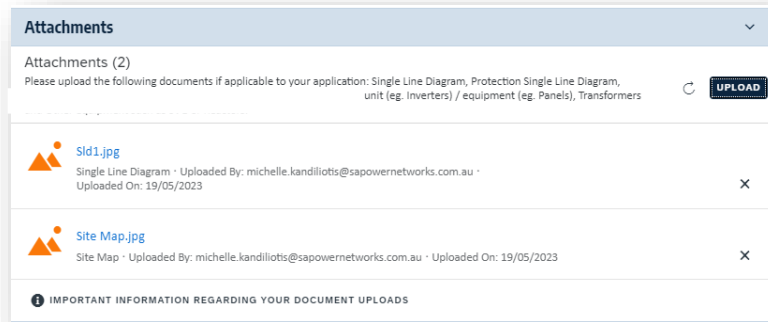 Attachments
Attachments (2)
Please upload the following documents if applicable to your application: Single Line Diagram, Protection Single Line Diagram,
unit (eg. Inverters) / equipment (eg. Panels), Transformers
UPLOAD
Sld1.jpg
Single Line Diagram · Uploaded By: michelle.kandiliotis@sapowernetworks.com.au ·
Uploaded On: 19/05/2023
Site Map.jpg
Site Map · Uploaded By: michelle.kandiliotis@sapowernetworks.com.au · Uploaded On: 19/05/2023
IMPORTANT INFORMATION REGARDING YOUR DOCUMENT UPLOADS